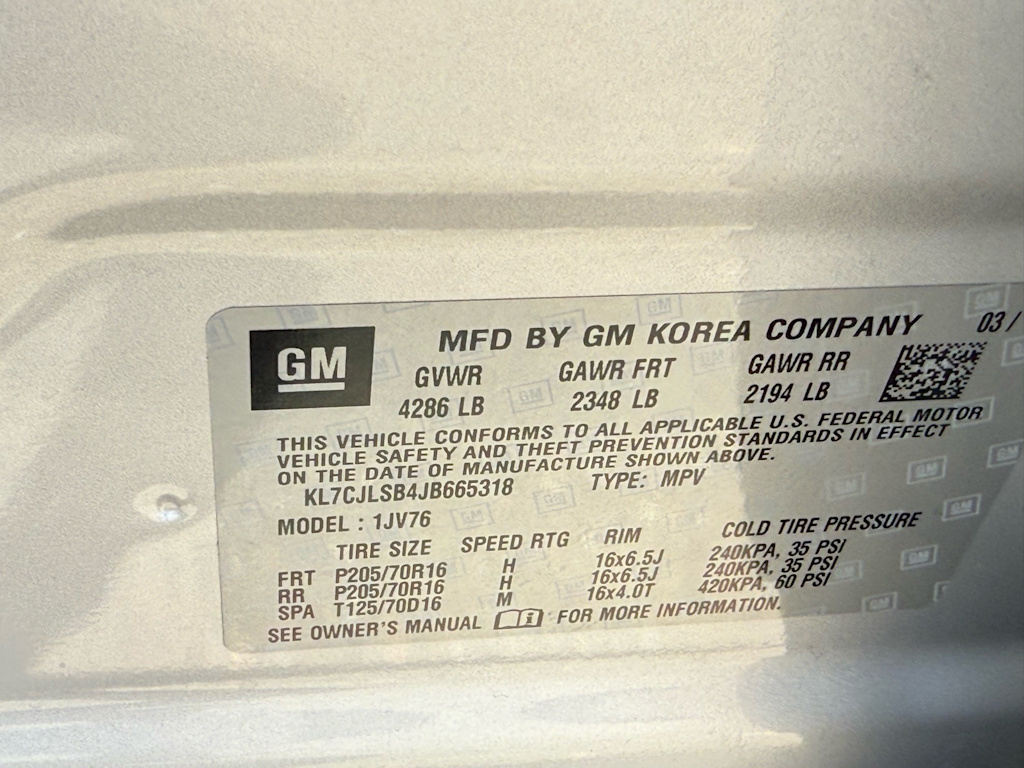 GM
MFD BY GM KOREA COMPANY 03/
GVWR GAWR FRT GAWR RR
4286 LB 2348 LB 2194 LB
THIS VEHICLE CONFORMS TO ALL APPLICABLE U.S. FEDERAL MOTOR
VEHICLE SAFETY AND THEFT PREVENTION STANDARDS IN EFFECT
ON THE DATE OF MANUFACTURE SHOWN ABOVE.
KL7CJLSB4JB665318 TYPE: MPV
MODEL : 1JV76
TIRE SIZE SPEED RTG RIM COLD TIRE PRESSURE
FRT P205/70R16 H 16x6.5J 240KPA, 35 PSI
RR P205/70R16 H 16x6.5J 240KPA, 35 PSI
SPA T125/70D16 M 16x4.0T 420KPA, 60 PSI
SEE OWNER'S MANUAL i FOR MORE INFORMATION.